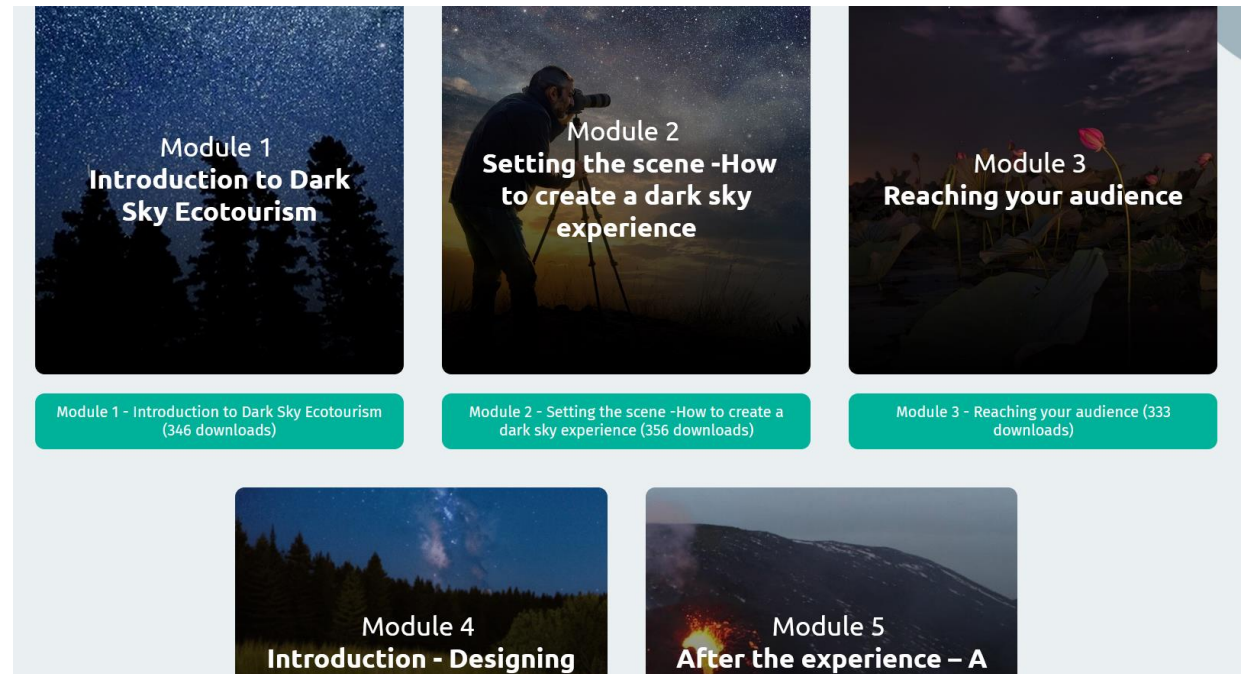 Module 1
Introduction to Dark
Sky Ecotourism
Module 2
Setting the scene -How
to create a dark sky
experience
Module 3
Reaching your audience
Module 1 - Introduction to Dark Sky Ecotourism
(346 downloads)
Module 2 - Setting the scene -How to create a
dark sky experience (356 downloads)
Module 3 - Reaching your audience (333
downloads)
Module 4
Introduction - Designing
Module 5
After the experience – A